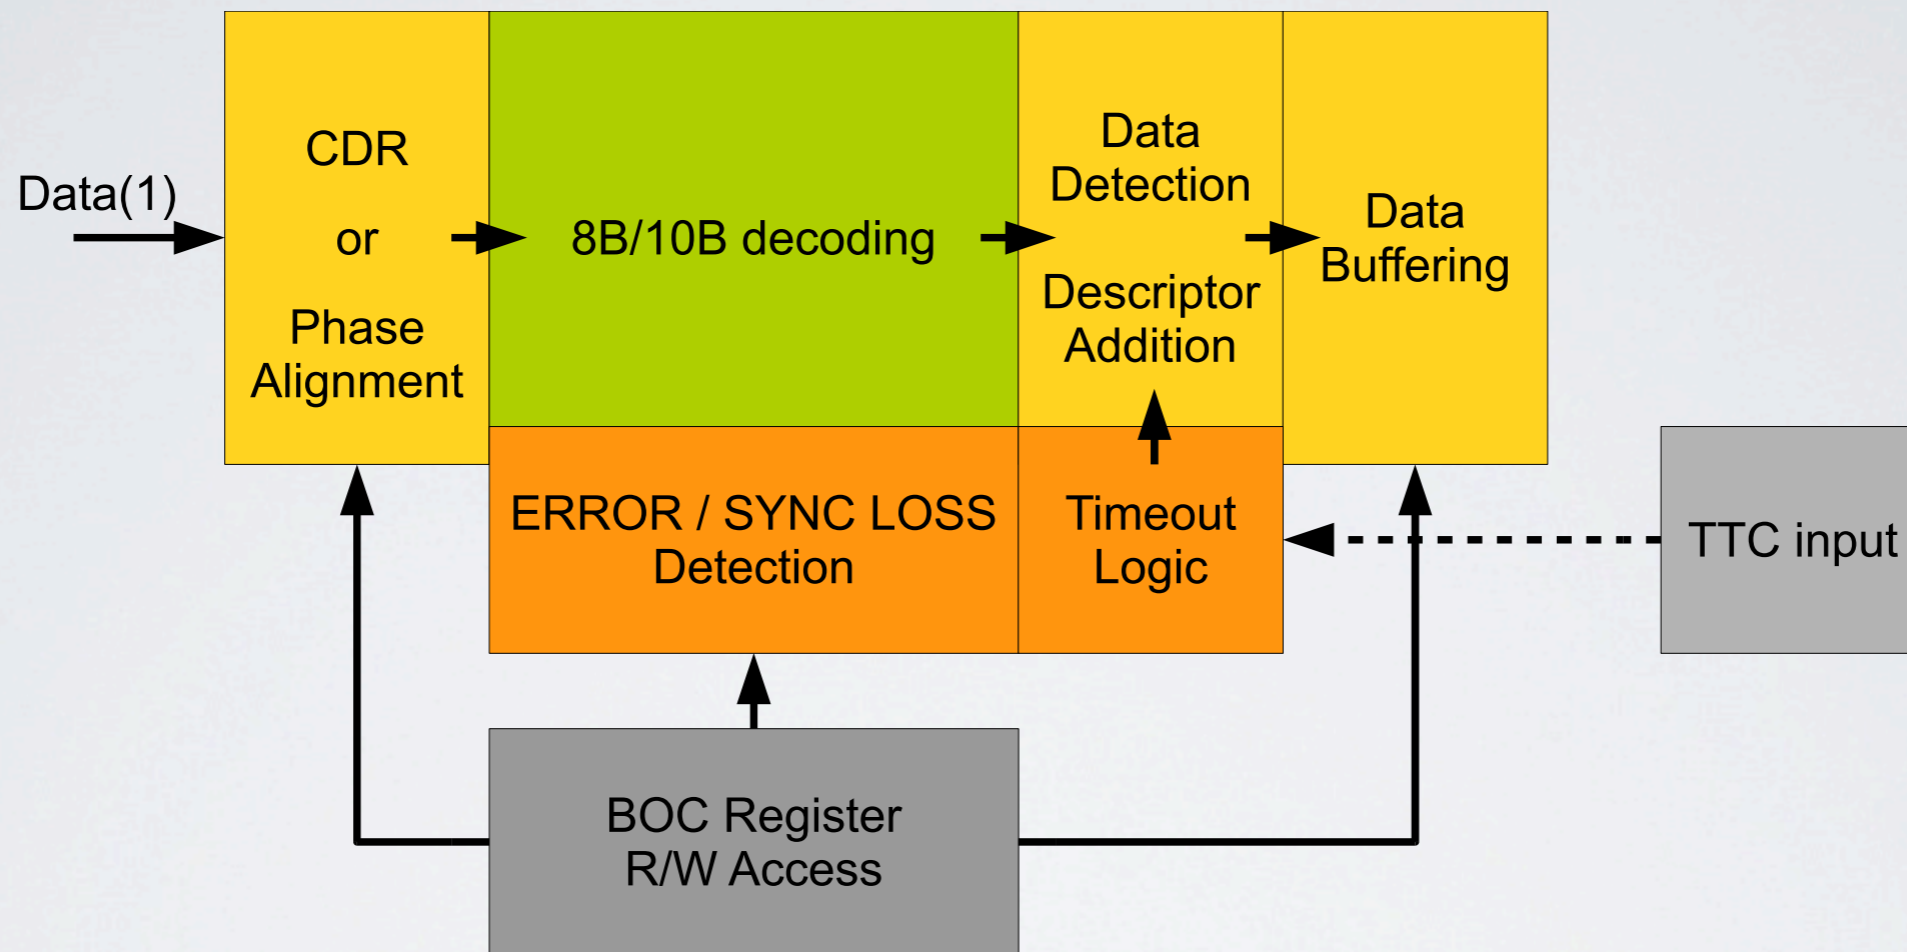 Data(1)
CDR
or
Phase
Alignment
8B/10B decoding
Data
Detection
Descriptor
Addition
Data
Buffering
ERROR / SYNC LOSS
Detection
Timeout
Logic
TTC input
BOC Register
R/W Access